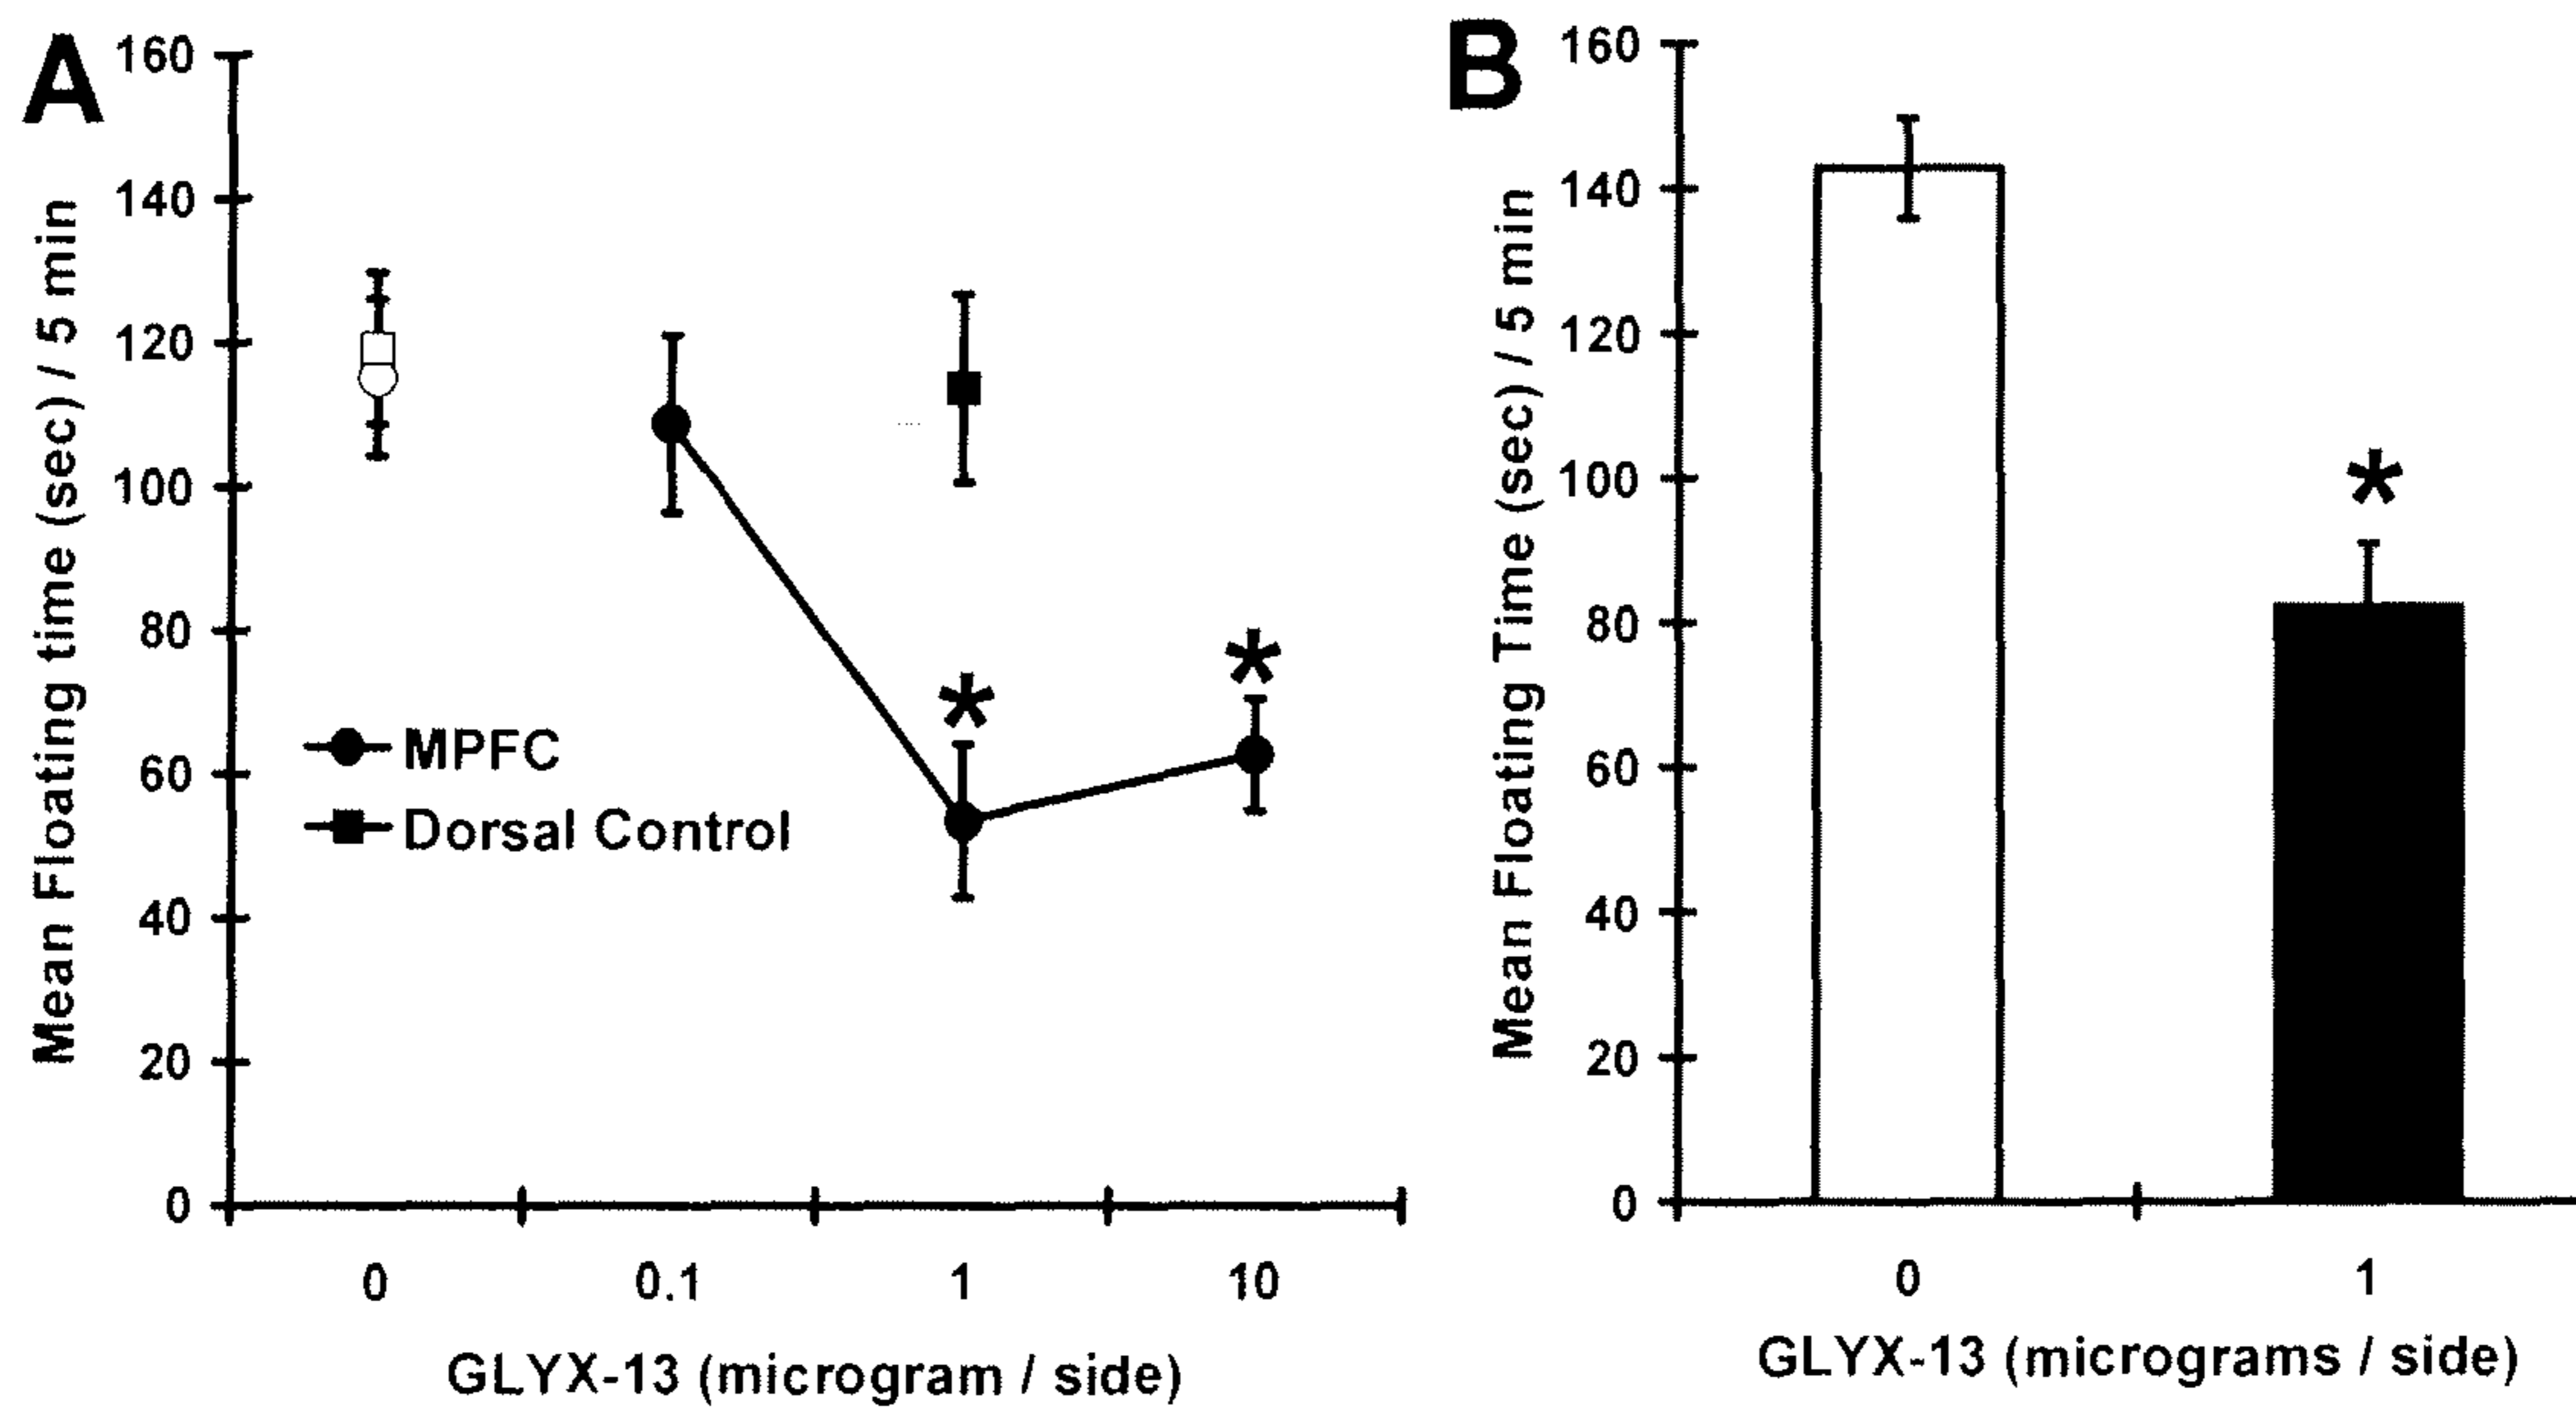 A
Mean Floating time (sec) / 5 min
160
140
120
100
80
60
40
20
0
MPFC
Dorsal Control
*
*
0 0.1 1 10
GLYX-13 (microgram / side)
B
Mean Floating Time (sec) / 5 min
160
140
120
100
80
60
40
20
0
*
0 1
GLYX-13 (micrograms / side)